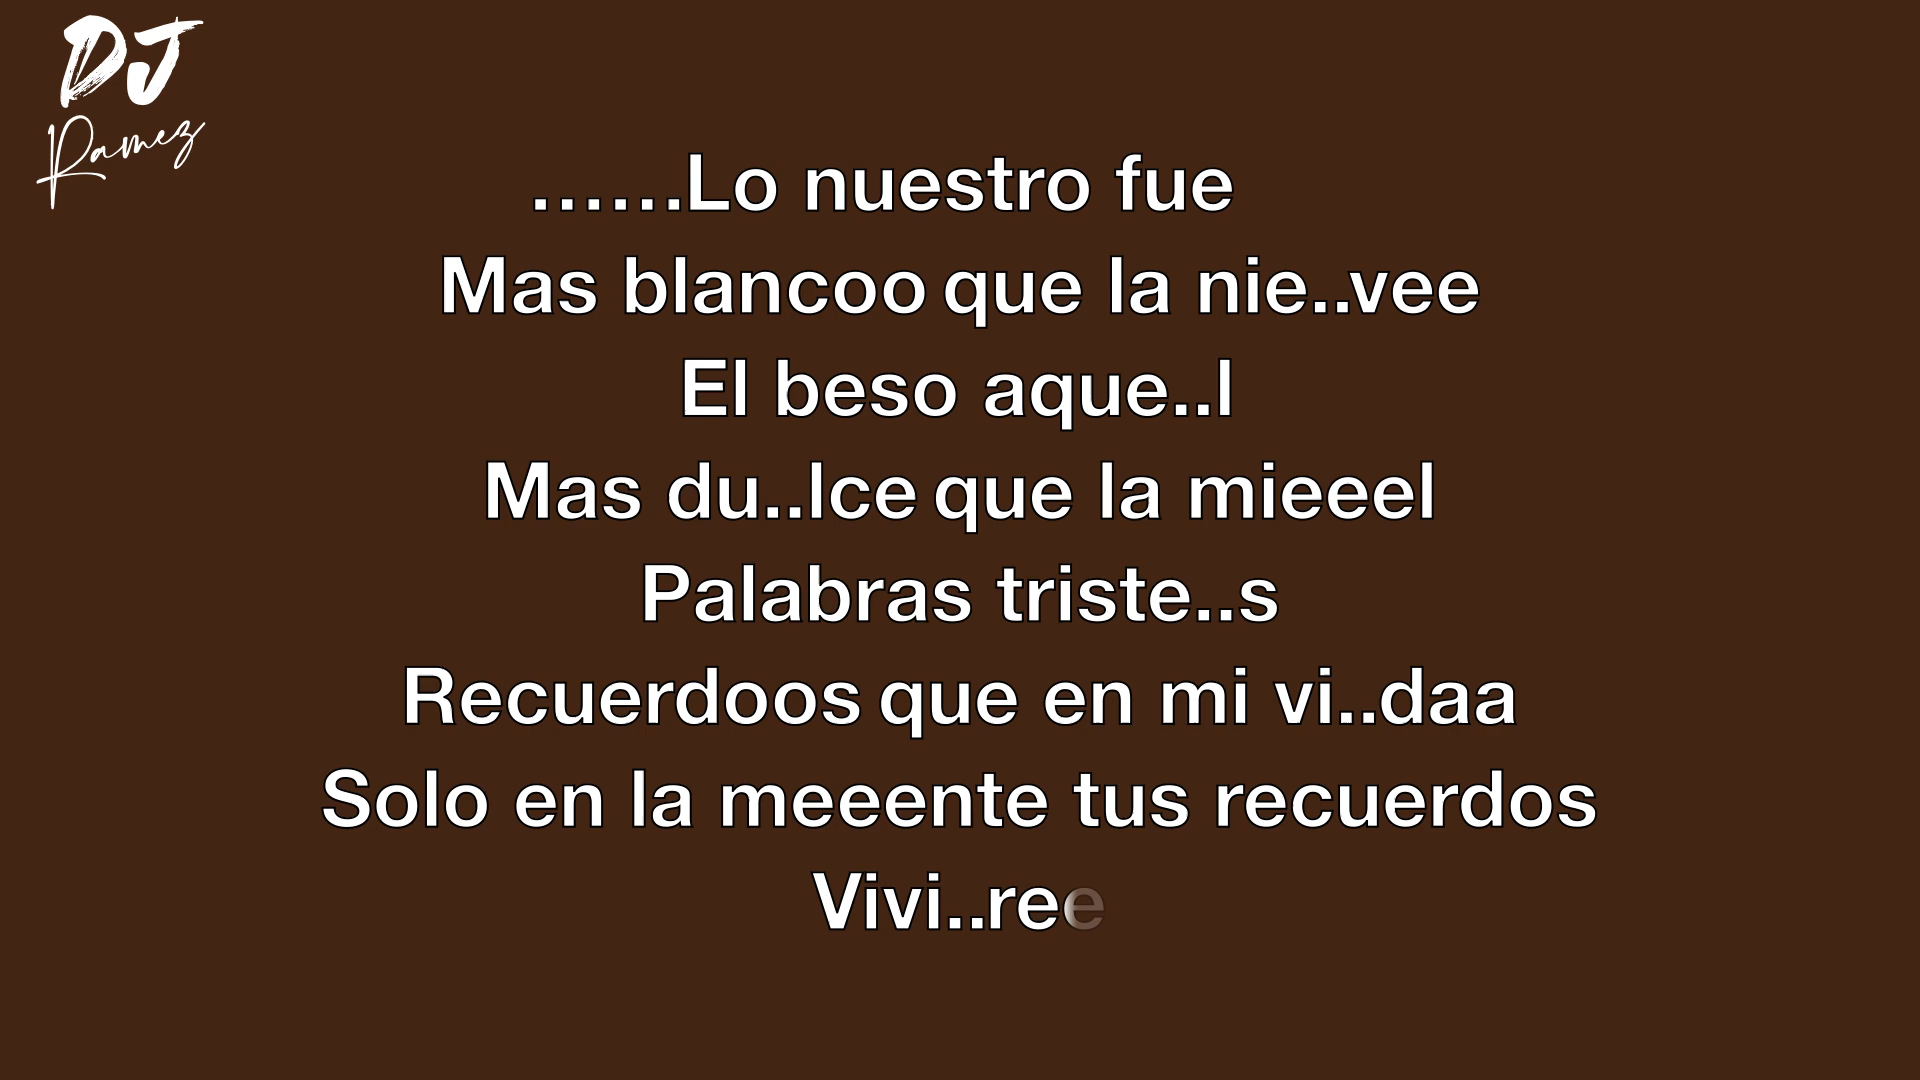 DJ
Ramez
......Lo nuestro fue
Mas blancoo que la nie..vee
El beso aque..l
Mas du..lce que la mieeel
Palabras triste..s
Recuerdoos que en mi vi..daa
Solo en la meeente tus recuerdos
Vivi..ree